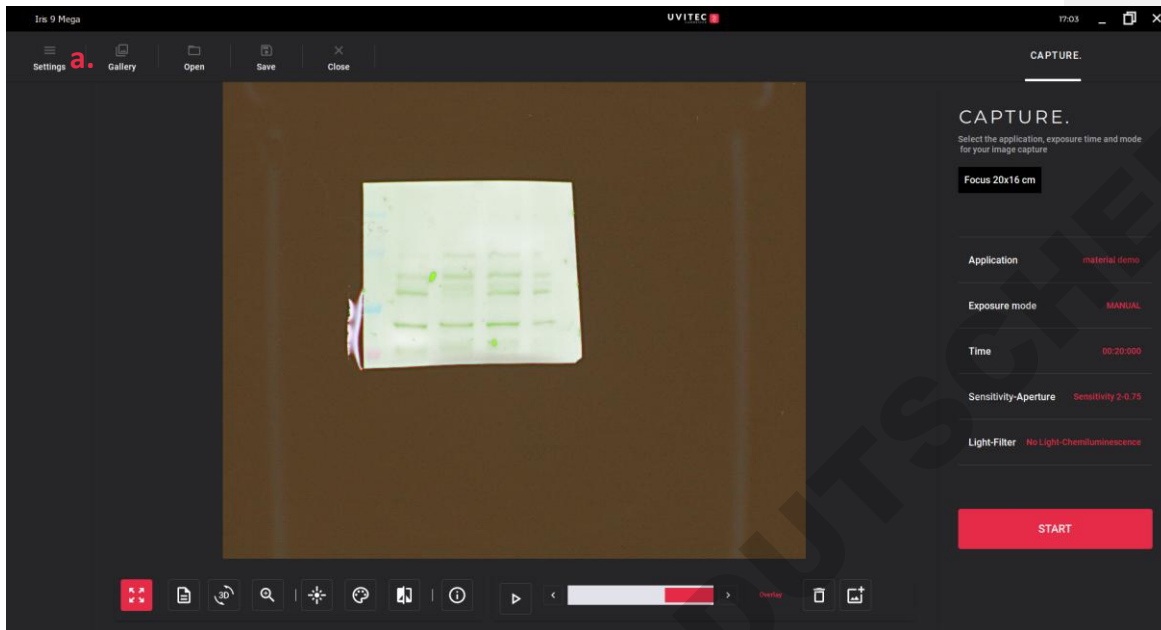 Iris 9 Mega
UVITEC
17:03
Settings
a.
Gallery
Open
Save
Close
CAPTURE.
CAPTURE.
Select the application, exposure time and mode
for your image capture
Focus 20x16 cm
Application material demo
Exposure mode MANUAL
Time 00:20:000
Sensitivity-Aperture Sensitivity 2-0.75
Light-Filter No Light-Chemiluminescence
START
3D
Overlay
DUTSCHER